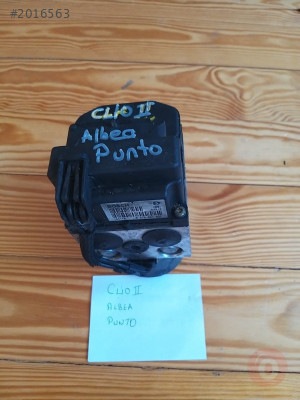 #2016563
CLIO II
Albea
Punto
CLIO II
ALBEA
PUNTO